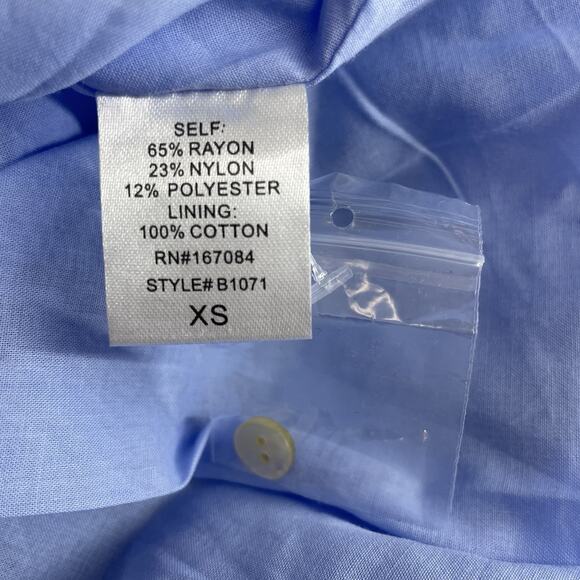 SELF:
65% RAYON
23% NYLON
12% POLYESTER
LINING:
100% COTTON
RN#167084
STYLE# B1071
XS